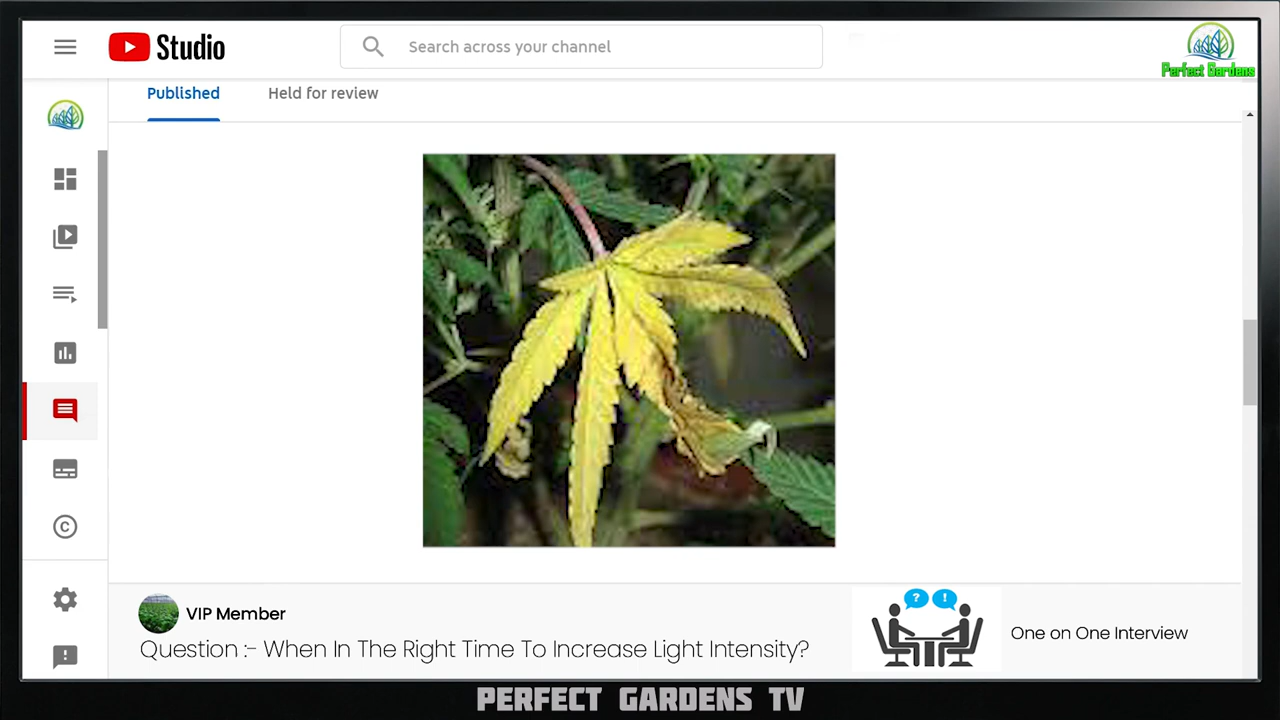 Studio
Search across your channel
Perfect Gardens
Published
Held for review
VIP Member
Question :- When In The Right Time To Increase Light Intensity?
? !
One on One Interview
PERFECT GARDENS TV